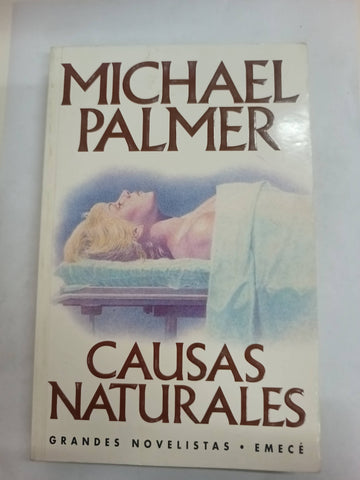 MICHAEL
PALMER
CAUSAS
NATURALES
GRANDES NOVELISTAS • EMECÉ